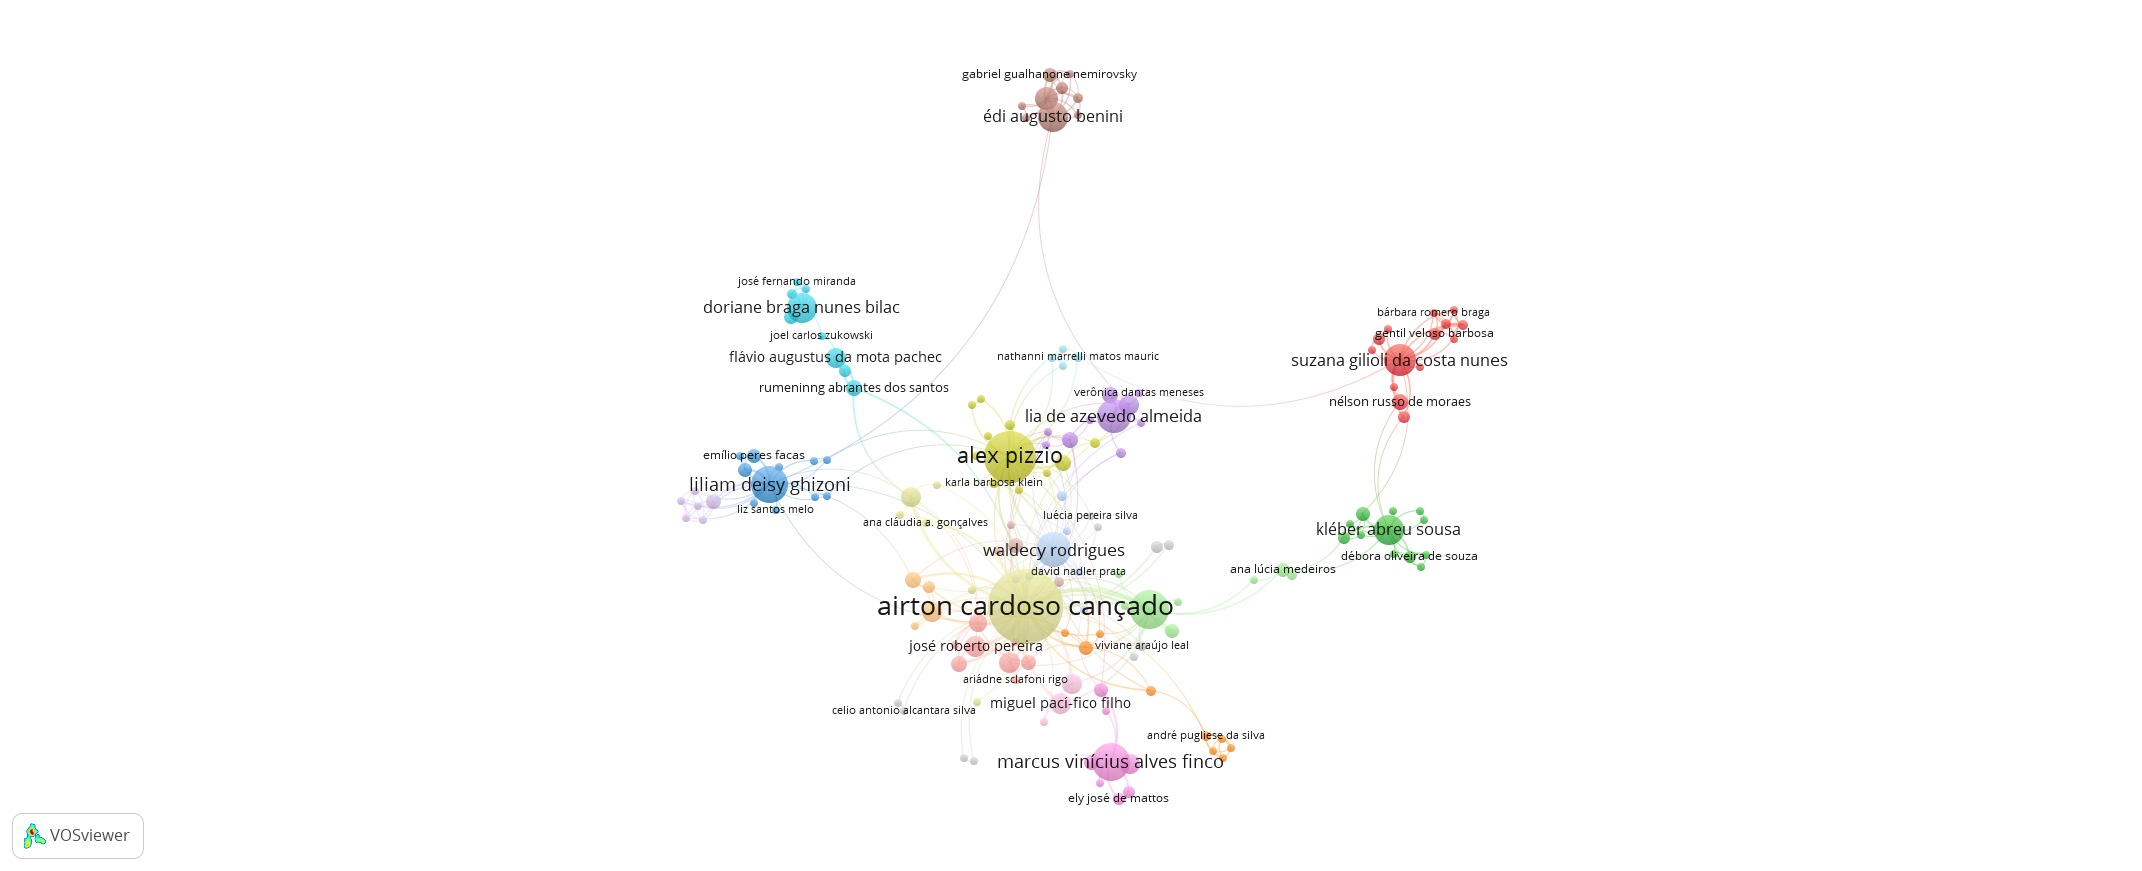 gabriel gualhanone nemirovsky
édi augusto benini
josé fernando miranda
doriane braga nunes bilac
bárbara romero braga
gentil veloso barbosa
joel carlos zukowski
flávio augustus da mota pachec
nathanni marrelli matos mauric
suzana gilioli da costa nunes
rumeninng abrantes dos santos
verônica dantas meneses
nélson russo de moraes
lia de azevedo almeida
emílio peres facas
alex pizzio
liliam deisy ghizoni
karla barbosa klein
liz santos melo
luécia pereira silva
ana cláudia a. gonçalves
kléber abreu sousa
waldecy rodrigues
débora oliveira de souza
david nadler prata
ana lúcia medeiros
airton cardoso cançado
josé roberto pereira
viviane araújo leal
ariádne sclafoni rigo
miguel pací-fico filho
celio antonio alcantara silva
andré pugliese da silva
marcus vinícius alves finco
ely josé de mattos
VOSviewer